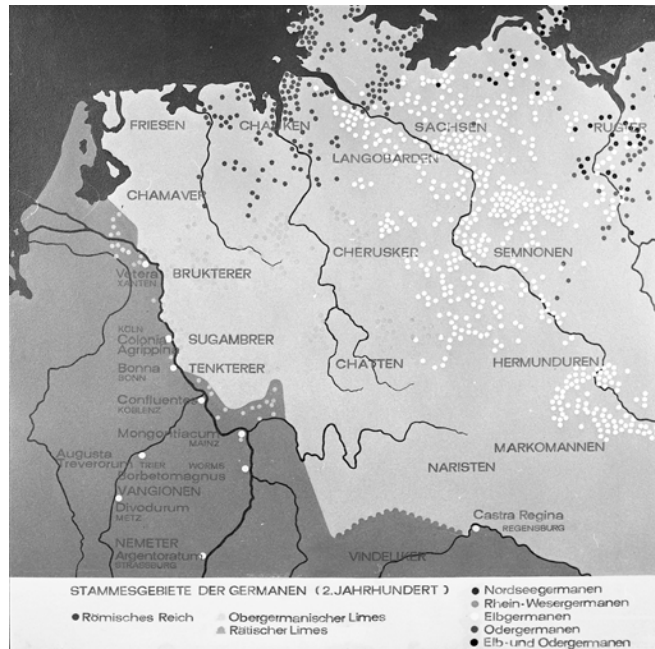 FRIESEN
CHAUKEN
SACHSEN
RUGIER
LANGOBARDEN
CHAMAVER
CHERUSKER
SEMNONEN
Vetera
XANTEN
BRUKTERER
KÖLN
Colonia
Agrippina
SUGAMBRER
Bonna
BONN
TENKTERER
CHATTEN
HERMUNDUREN
Confluentes
KOBLENZ
Mongontiacum
MAINZ
MARKOMANNEN
Augusta
Treverorum
TRIER
WORMS
Borbetomagus
NARISTEN
VANGIONEN
Divodurum
METZ
Castra Regina
REGENSBURG
NEMETER
Argentoratum
STRASSBURG
VINDELIKER
STAMMESGEBIETE DER GERMANEN (2.JAHRHUNDERT)
Römisches Reich
Obergermanischer Limes
Rätischer Limes
Nordseegermanen
Rhein-Wesergermanen
Elbgermanen
Odergermanen
Elb-und Odergermanen